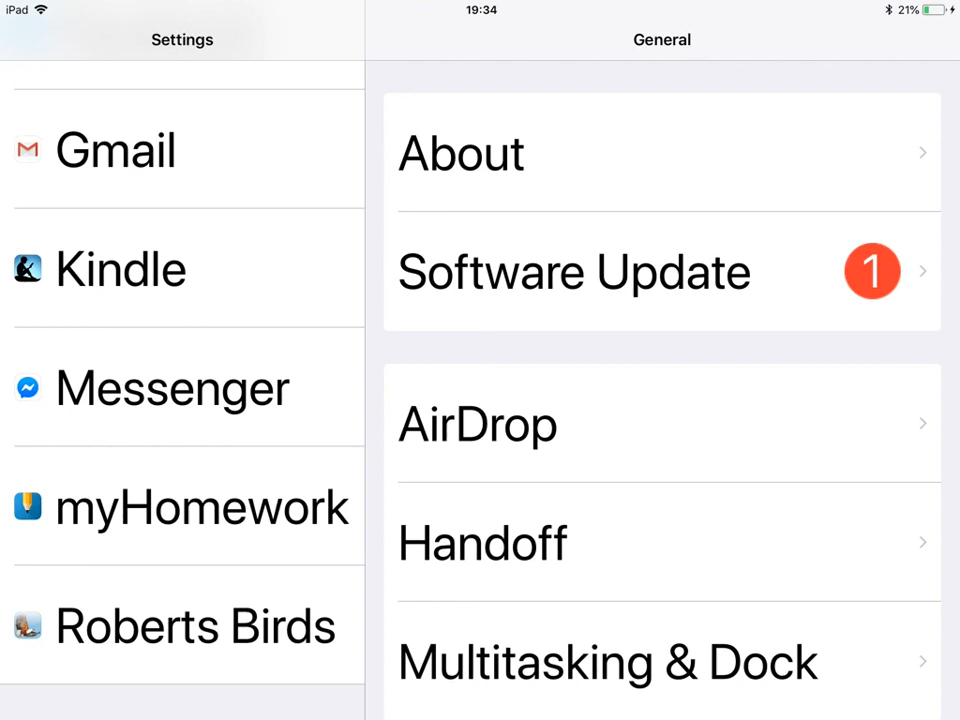 iPad 19:34 21%
Settings
General
Gmail
Kindle
Messenger
myHomework
Roberts Birds
About
Software Update 1
AirDrop
Handoff
Multitasking & Dock